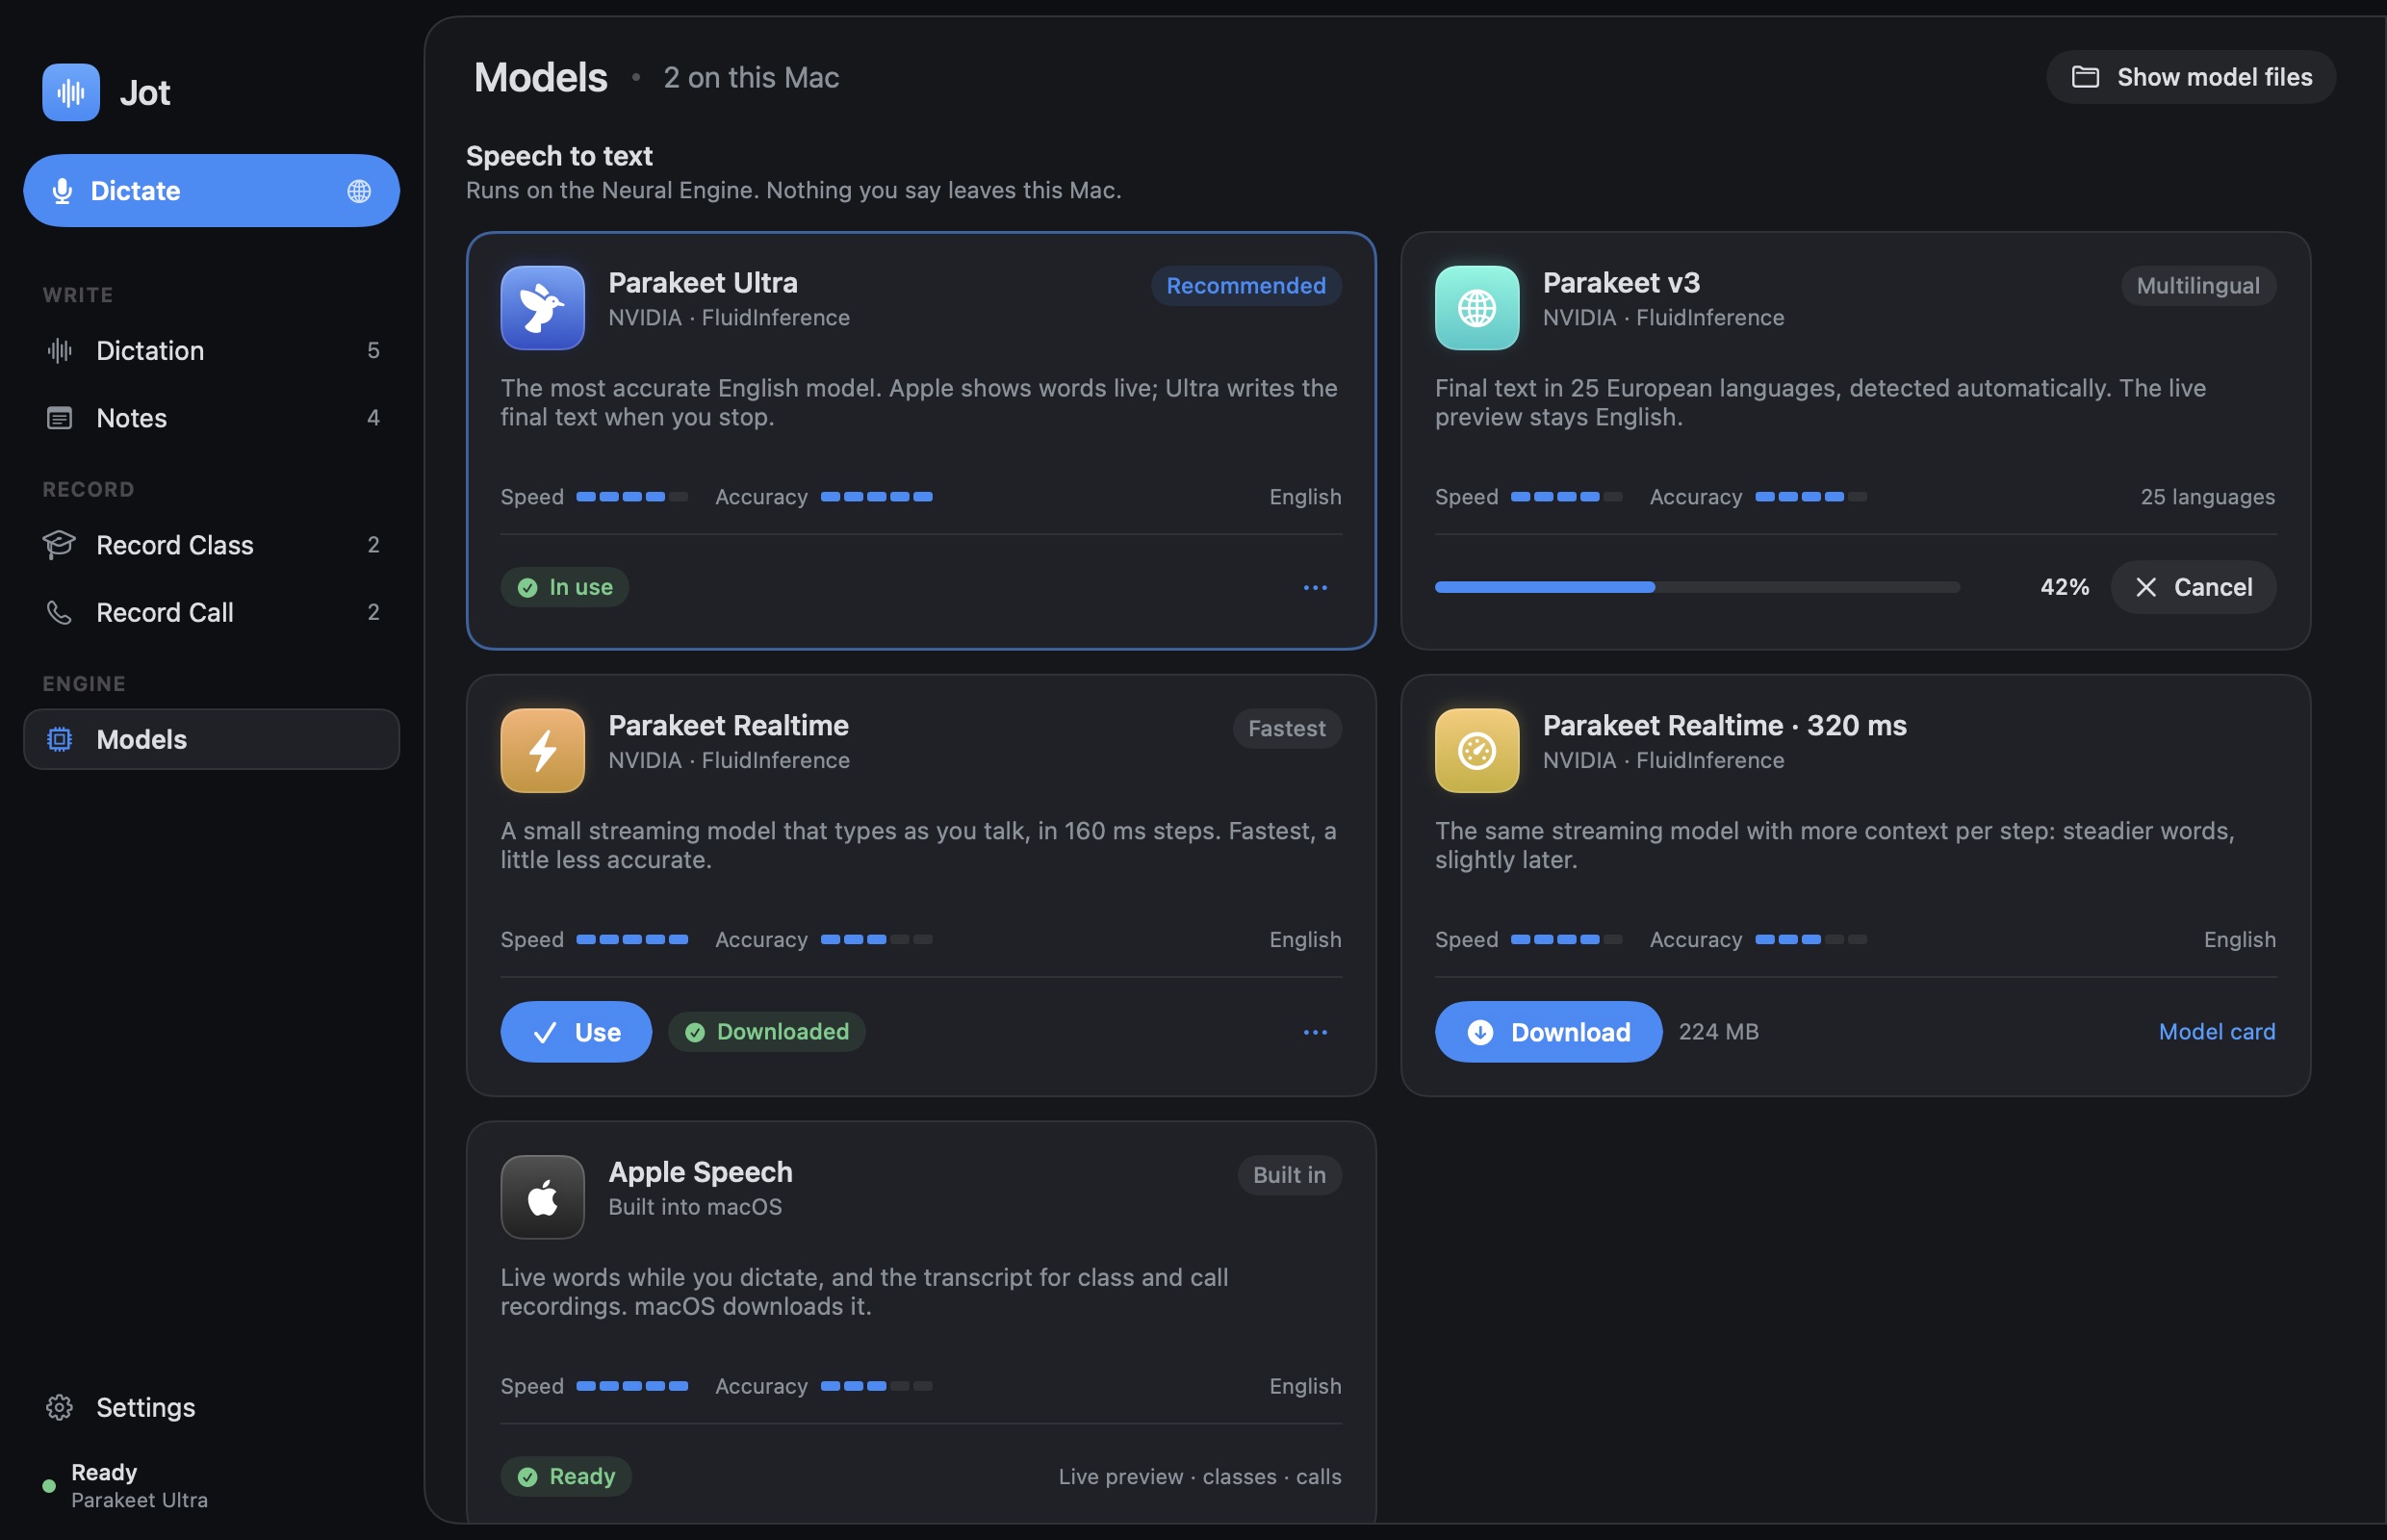 Jot
Dictate
WRITE
Dictation 5
Notes 4
RECORD
Record Class 2
Record Call 2
ENGINE
Models
Settings
Ready
Parakeet Ultra
Models • 2 on this Mac
Show model files
Speech to text
Runs on the Neural Engine. Nothing you say leaves this Mac.
Parakeet Ultra
Recommended
NVIDIA · FluidInference
The most accurate English model. Apple shows words live; Ultra writes the
final text when you stop.
Speed Accuracy English
In use
Parakeet v3
Multilingual
NVIDIA · FluidInference
Final text in 25 European languages, detected automatically. The live
preview stays English.
Speed Accuracy 25 languages
42% Cancel
Parakeet Realtime
Fastest
NVIDIA · FluidInference
A small streaming model that types as you talk, in 160 ms steps. Fastest, a
little less accurate.
Speed Accuracy English
Use Downloaded
Parakeet Realtime · 320 ms
NVIDIA · FluidInference
The same streaming model with more context per step: steadier words,
slightly later.
Speed Accuracy English
Download 224 MB Model card
Apple Speech
Built in
Built into macOS
Live words while you dictate, and the transcript for class and call
recordings. macOS downloads it.
Speed Accuracy English
Ready Live preview · classes · calls